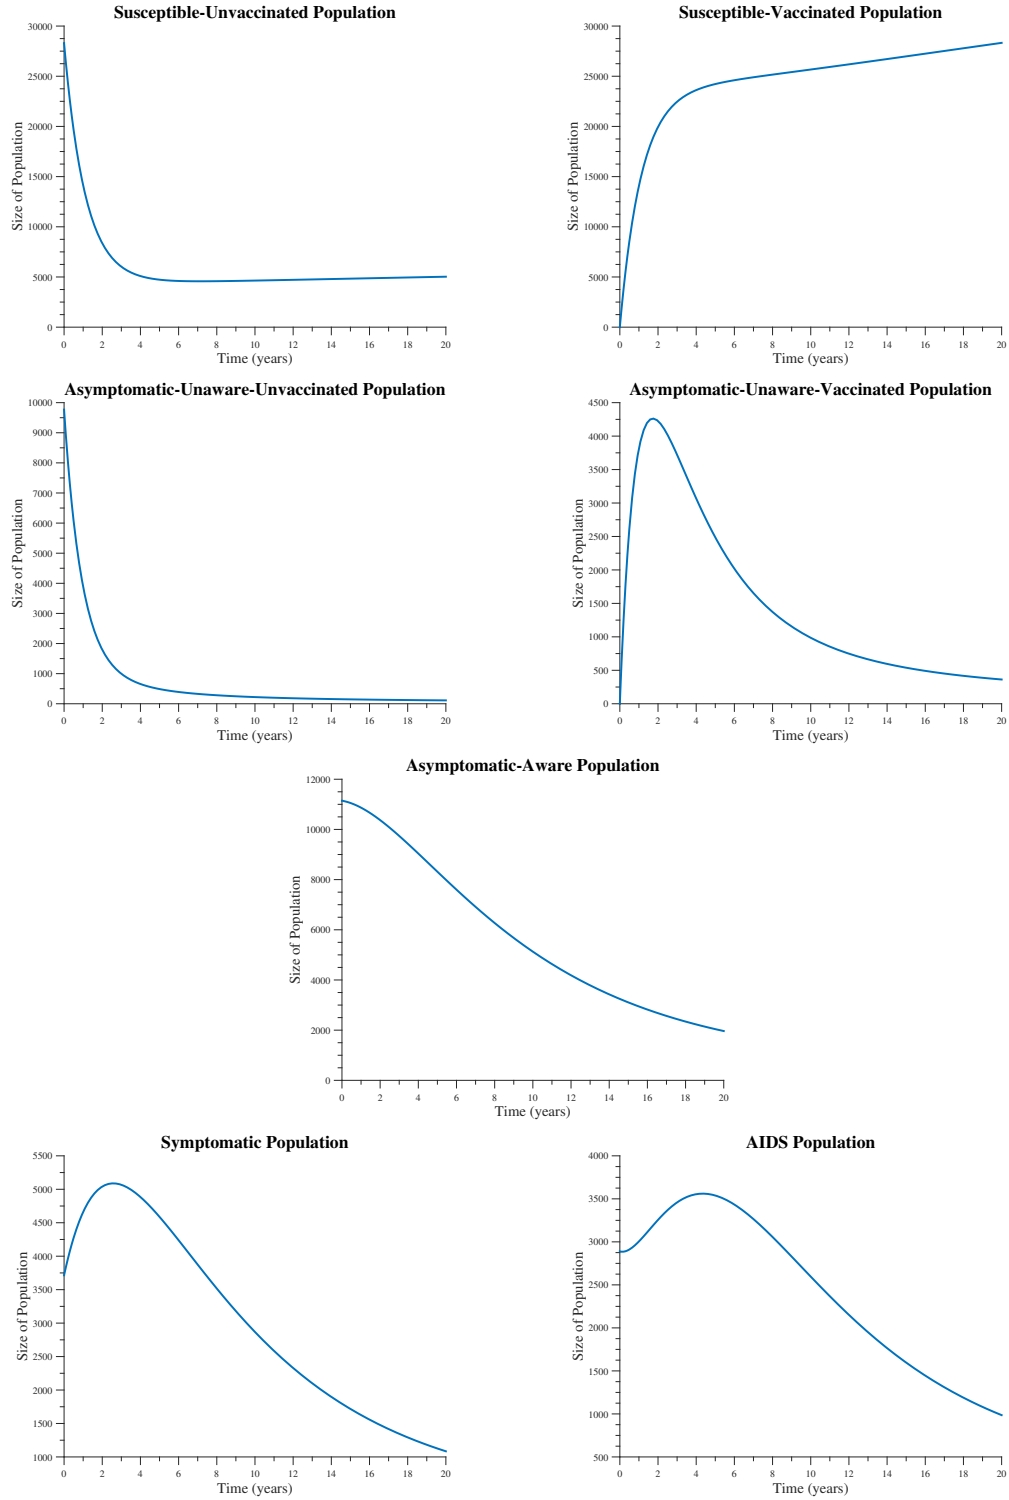 Susceptible-Unvaccinated Population
30000
25000
20000
15000
10000
5000
0
Size of Population
0 2 4 6 8 10 12 14 16 18 20
Time (years)
Susceptible-Vaccinated Population
30000
25000
20000
15000
10000
5000
0
Size of Population
0 2 4 6 8 10 12 14 16 18 20
Time (years)
Asymptomatic-Unaware-Unvaccinated Population
10000
9000
8000
7000
6000
5000
4000
3000
2000
1000
0
Size of Population
0 2 4 6 8 10 12 14 16 18 20
Time (years)
Asymptomatic-Unaware-Vaccinated Population
4500
4000
3500
3000
2500
2000
1500
1000
500
0
Size of Population
0 2 4 6 8 10 12 14 16 18 20
Time (years)
Asymptomatic-Aware Population
12000
10000
8000
6000
4000
2000
0
Size of Population
0 2 4 6 8 10 12 14 16 18 20
Time (years)
Symptomatic Population
5500
5000
4500
4000
3500
3000
2500
2000
1500
1000
Size of Population
0 2 4 6 8 10 12 14 16 18 20
Time (years)
AIDS Population
4000
3500
3000
2500
2000
1500
1000
500
Size of Population
0 2 4 6 8 10 12 14 16 18 20
Time (years)